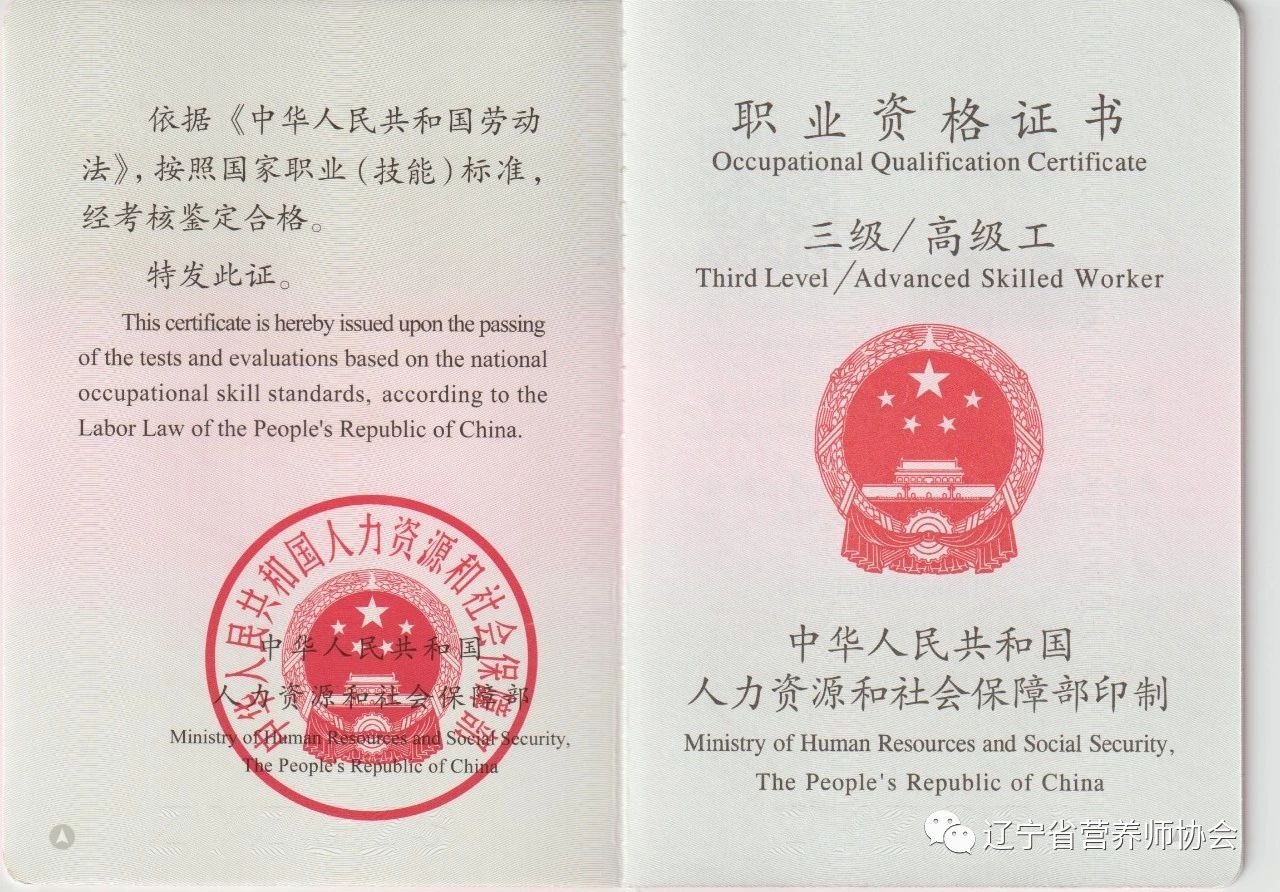 依据《中华人民共和国劳动
法》，按照国家职业（技能）标准，
经考核鉴定合格。
特发此证。
This certificate is hereby issued upon the passing
of the tests and evaluations based on the national
occupational skill standards, according to the
Labor Law of the People's Republic of China.
中华人民共和国人力资源和社会保障部
中华人民共和国
人力资源和社会保障部
Ministry of Human Resources and Social Security,
The People's Republic of China
职业资格证书
Occupational Qualification Certificate
三级/高级工
Third Level/Advanced Skilled Worker
中华人民共和国
人力资源和社会保障部印制
Ministry of Human Resources and Social Security,
The People's Republic of China
辽宁省营养师协会